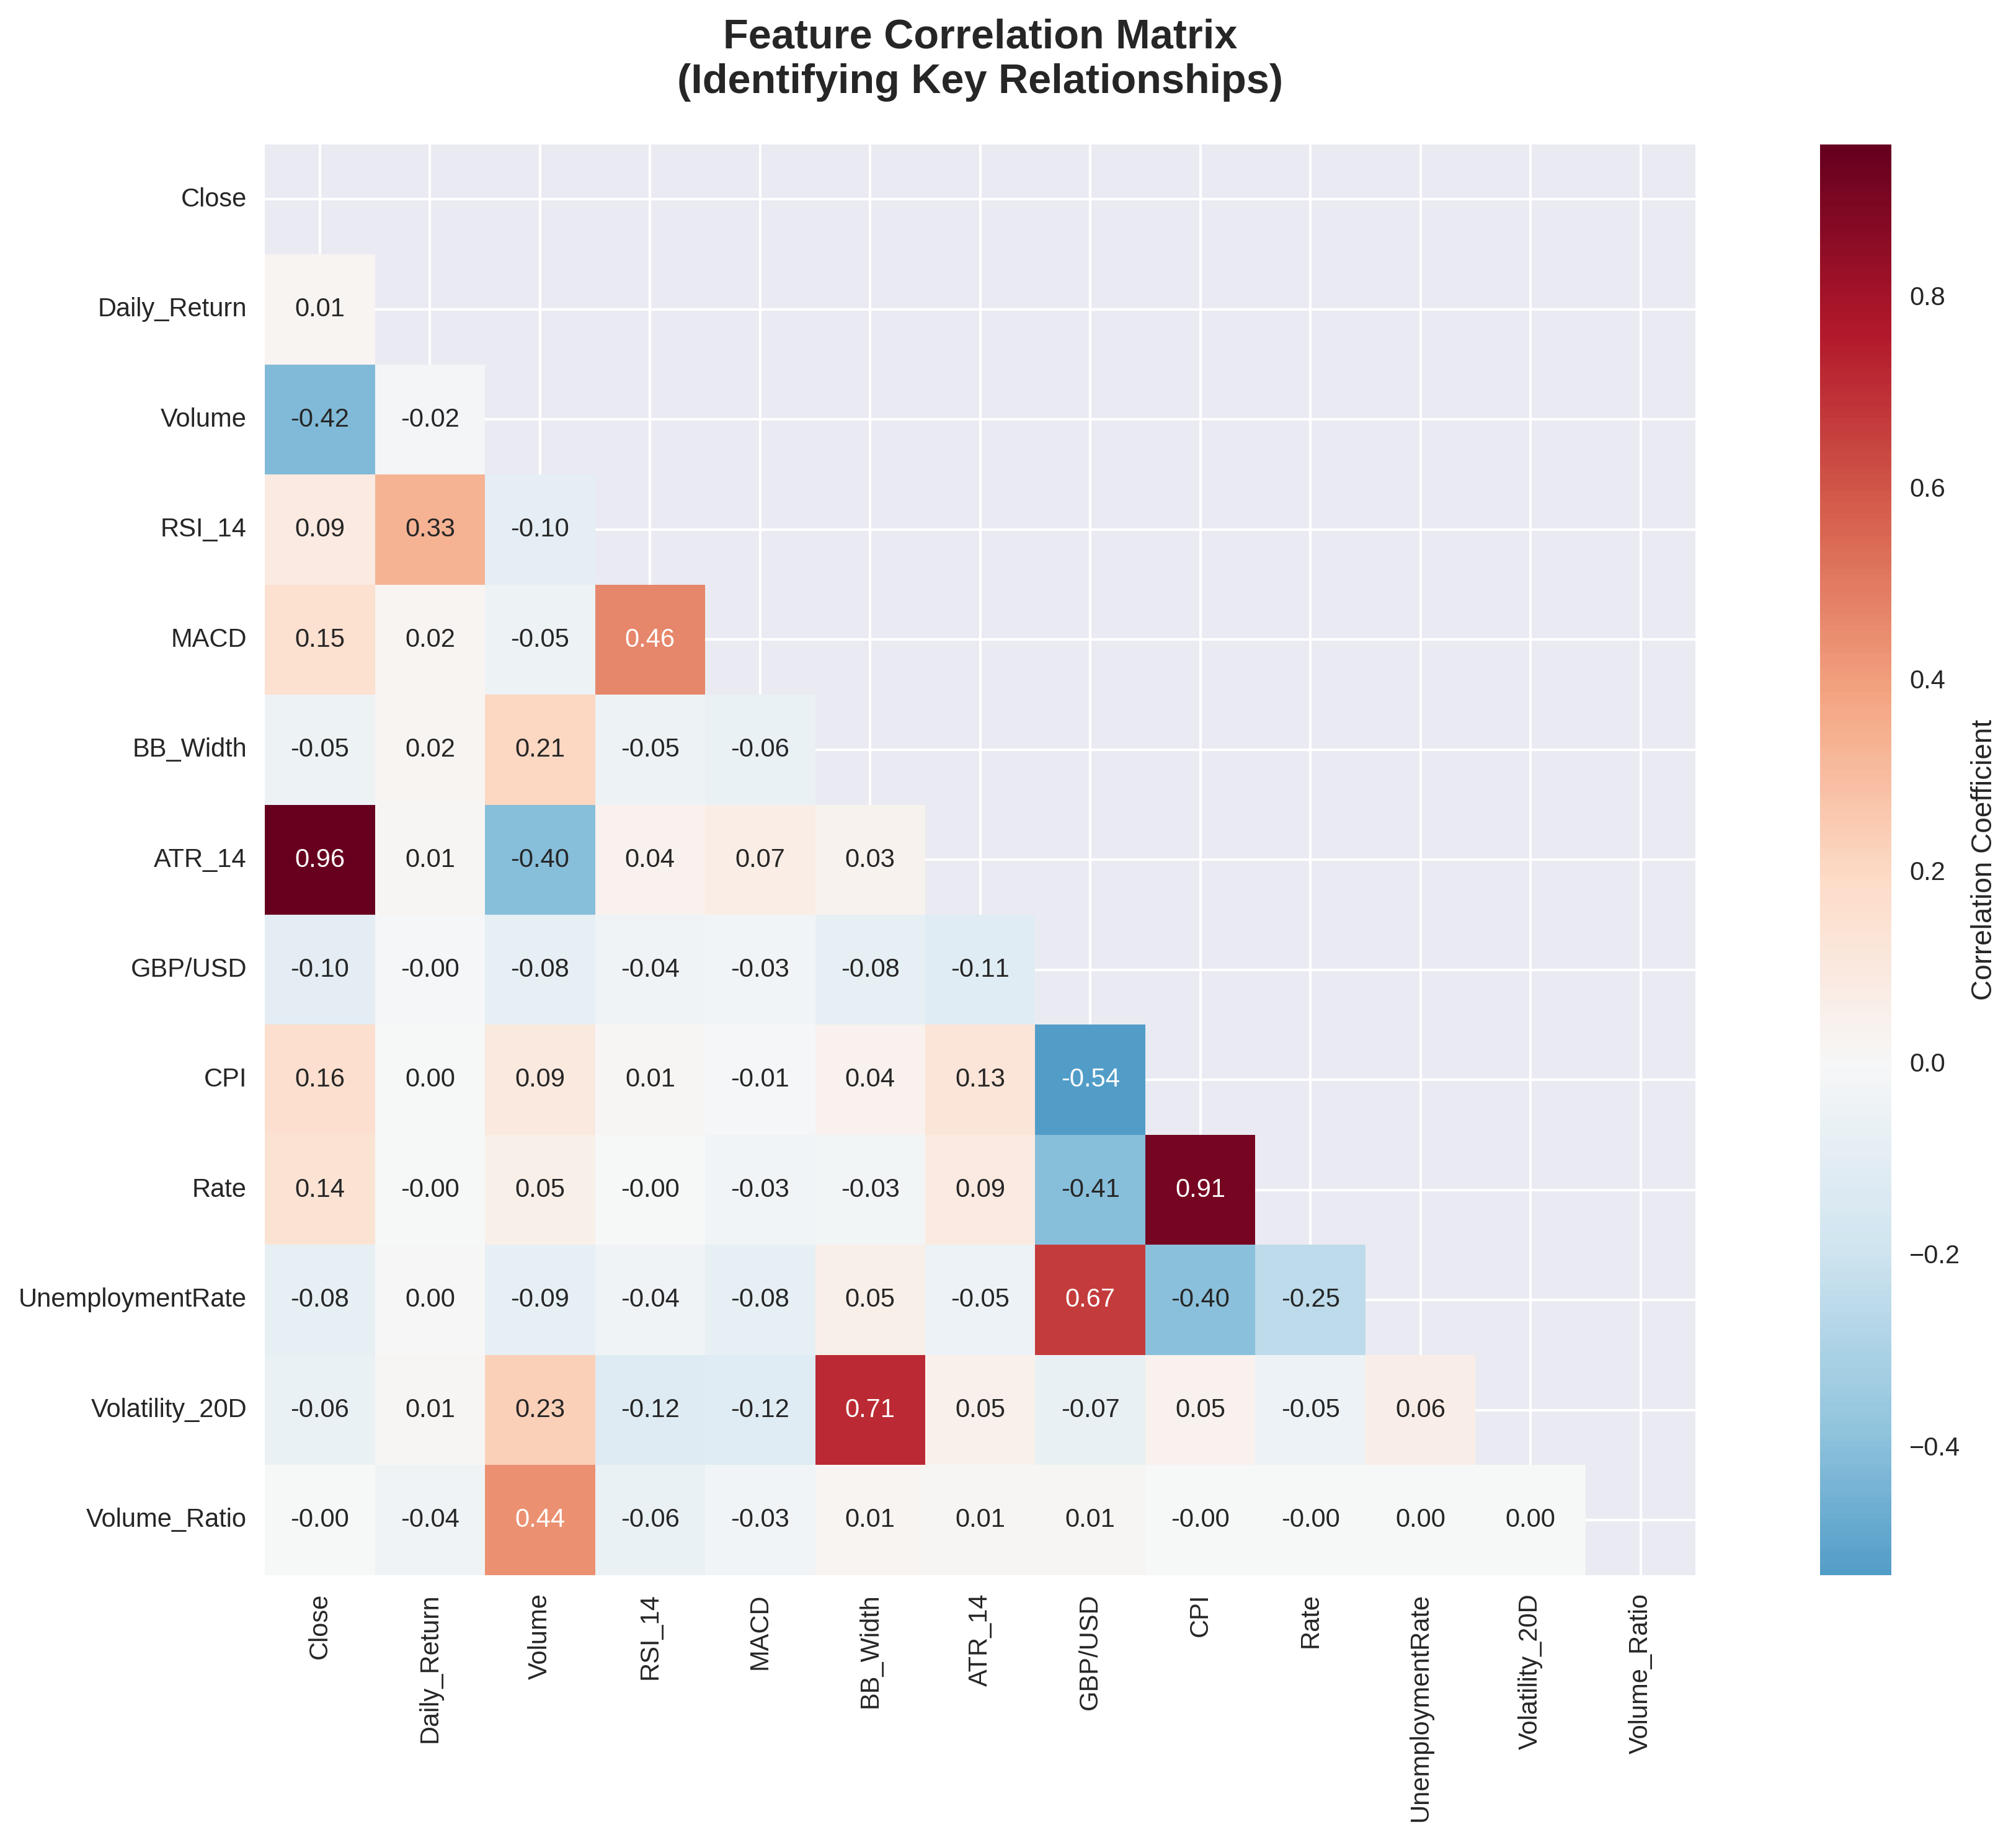 Feature Correlation Matrix
(Identifying Key Relationships)
Close
Daily_Return 0.01
Volume -0.42 -0.02
RSI_14 0.09 0.33 -0.10
MACD 0.15 0.02 -0.05 0.46
BB_Width -0.05 0.02 0.21 -0.05 -0.06
ATR_14 0.96 0.01 -0.40 0.04 0.07 0.03
GBP/USD -0.10 -0.00 -0.08 -0.04 -0.03 -0.08 -0.11
CPI 0.16 0.00 0.09 0.01 -0.01 0.04 0.13 -0.54
Rate 0.14 -0.00 0.05 -0.00 -0.03 -0.03 0.09 -0.41 0.91
UnemploymentRate -0.08 0.00 -0.09 -0.04 -0.08 0.05 -0.05 0.67 -0.40 -0.25
Volatility_20D -0.06 0.01 0.23 -0.12 -0.12 0.71 0.05 -0.07 0.05 -0.05 0.06
Volume_Ratio -0.00 -0.04 0.44 -0.06 -0.03 0.01 0.01 0.01 -0.00 -0.00 0.00 0.00
Close
Daily_Return
Volume
RSI_14
MACD
BB_Width
ATR_14
GBP/USD
CPI
Rate
UnemploymentRate
Volatility_20D
Volume_Ratio
0.8
0.6
0.4
0.2
0.0
−0.2
−0.4
Correlation Coefficient